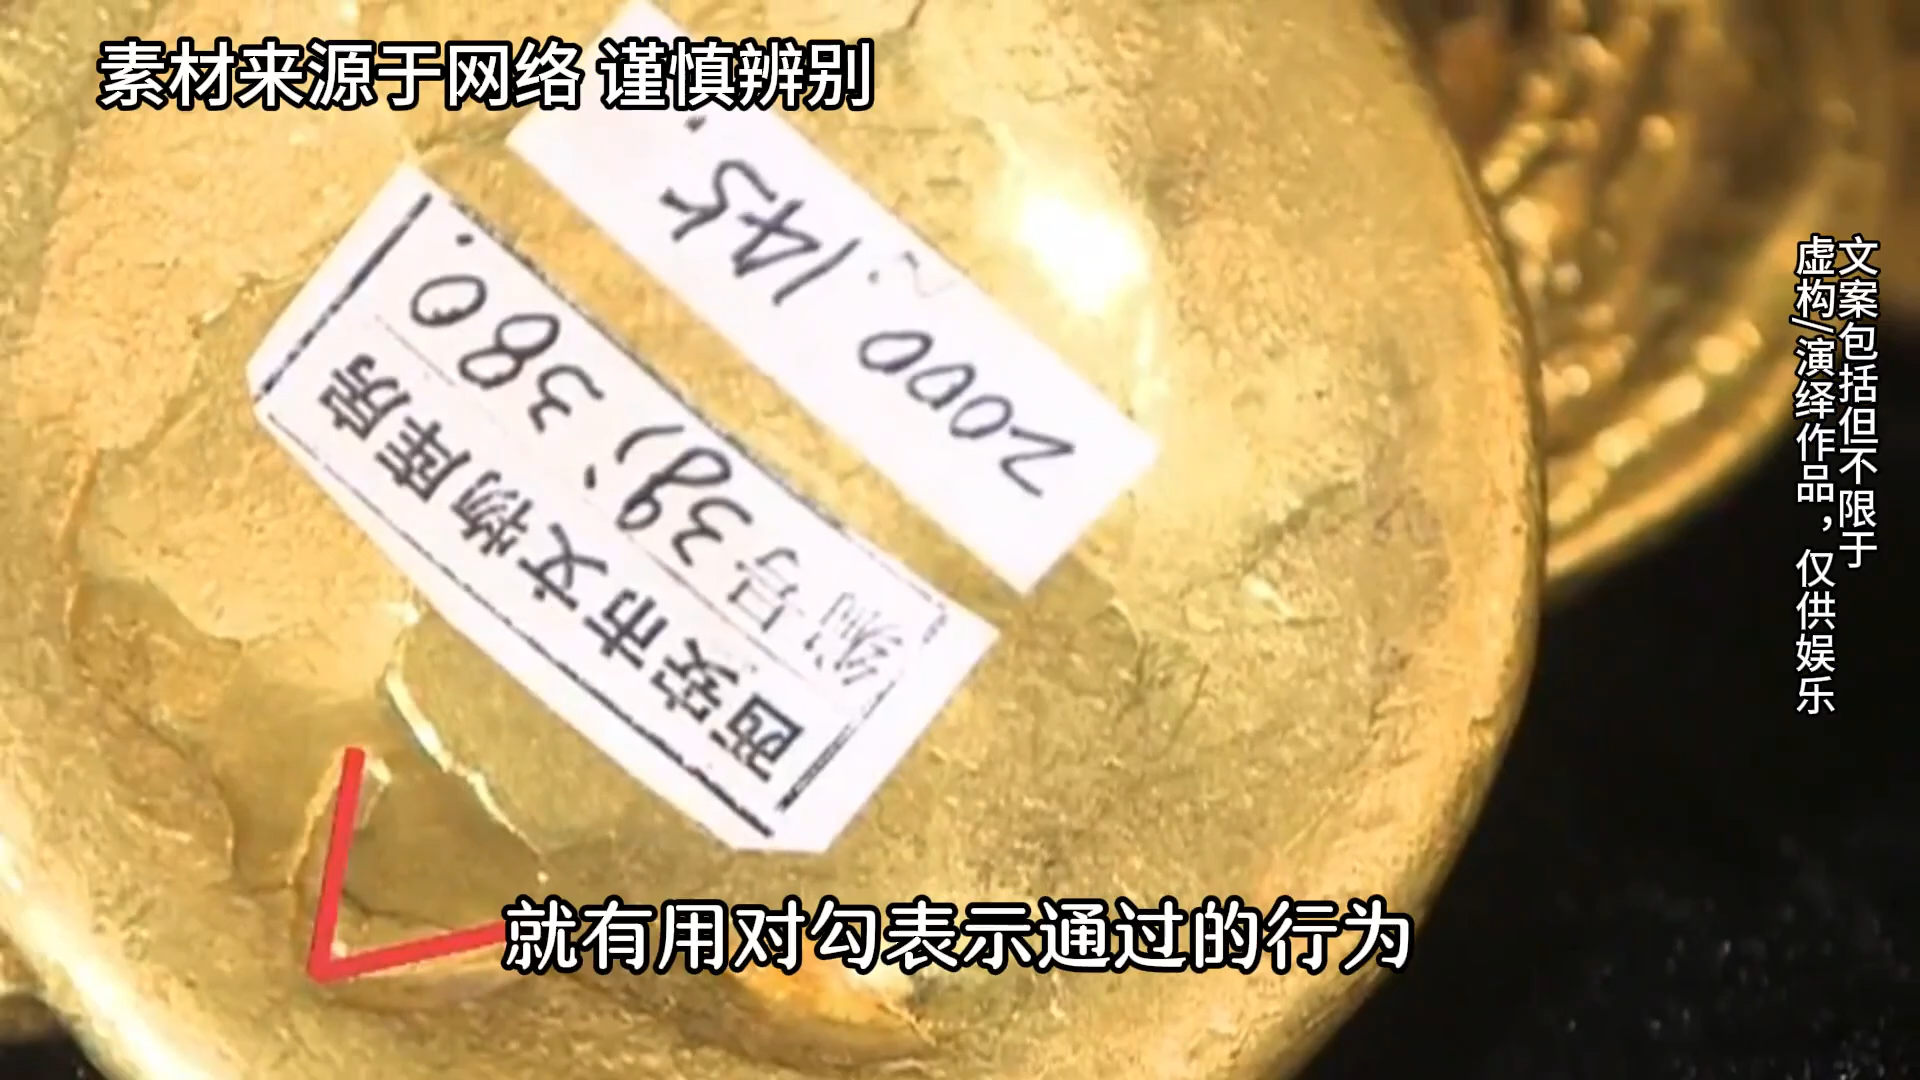 素材来源于网络 谨慎辨别
文案包括但不限于
虚构/演绎作品，仅供娱乐
2000.145.
西安市文物库房
编号
380.
就有用对勾表示通过的行为